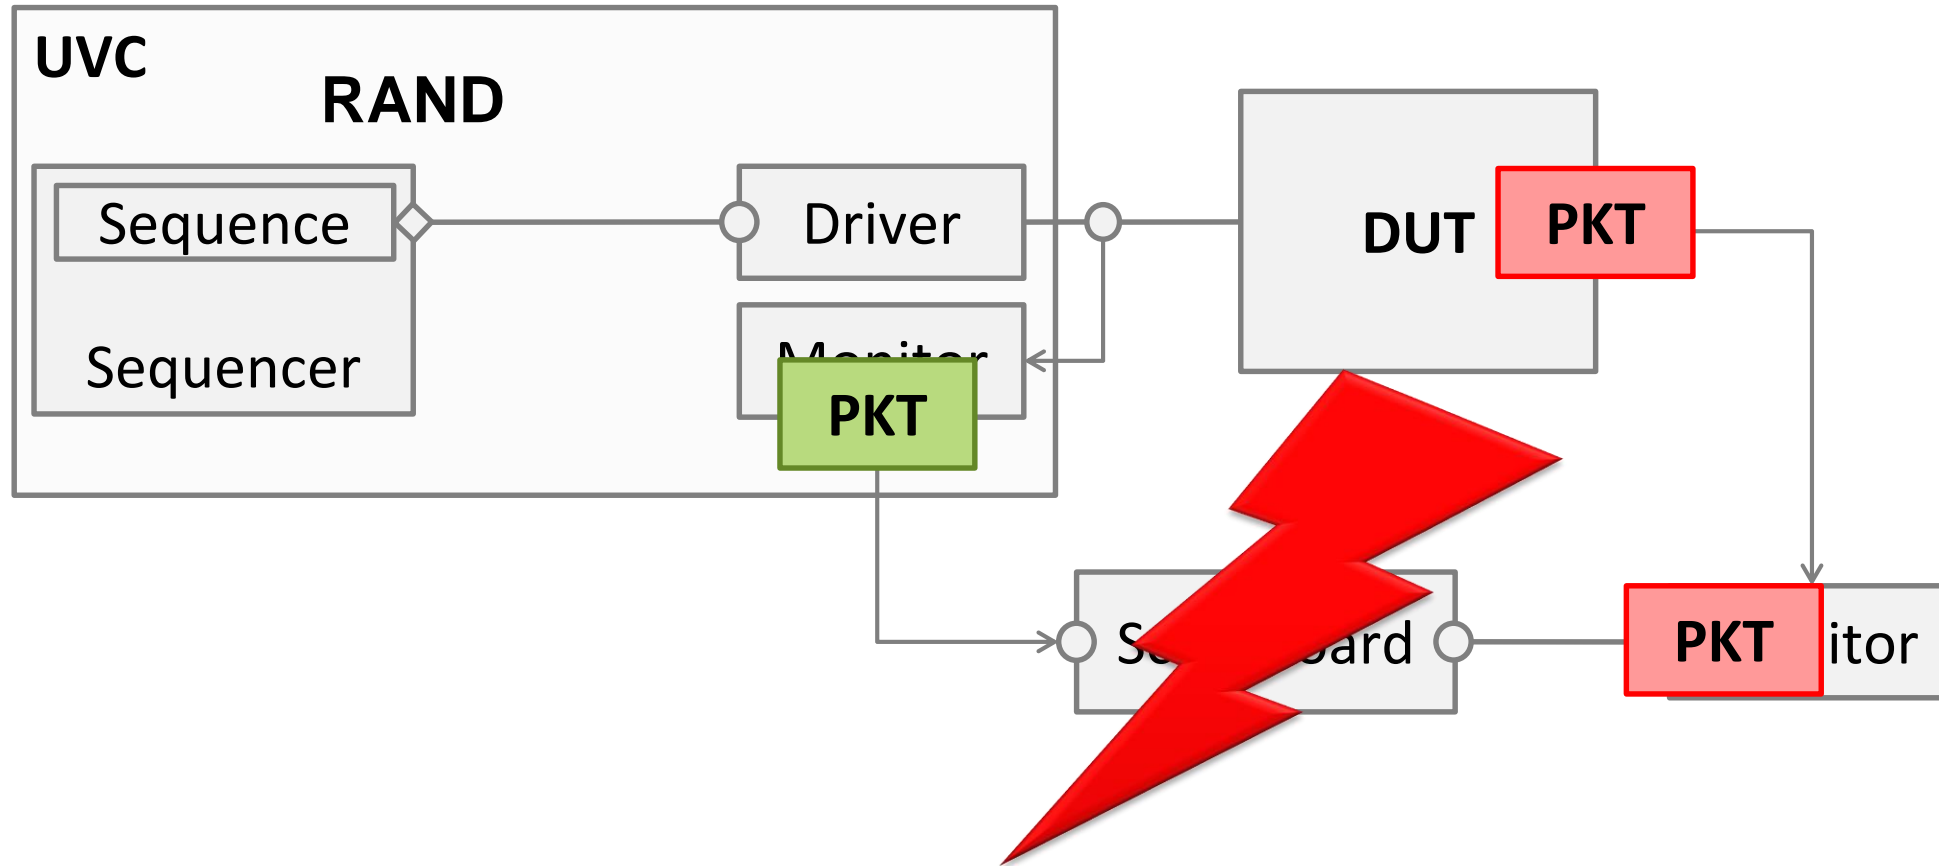 UVC
RAND
Sequence
Driver
DUT
PKT
Sequencer
PKT
PKT
itor